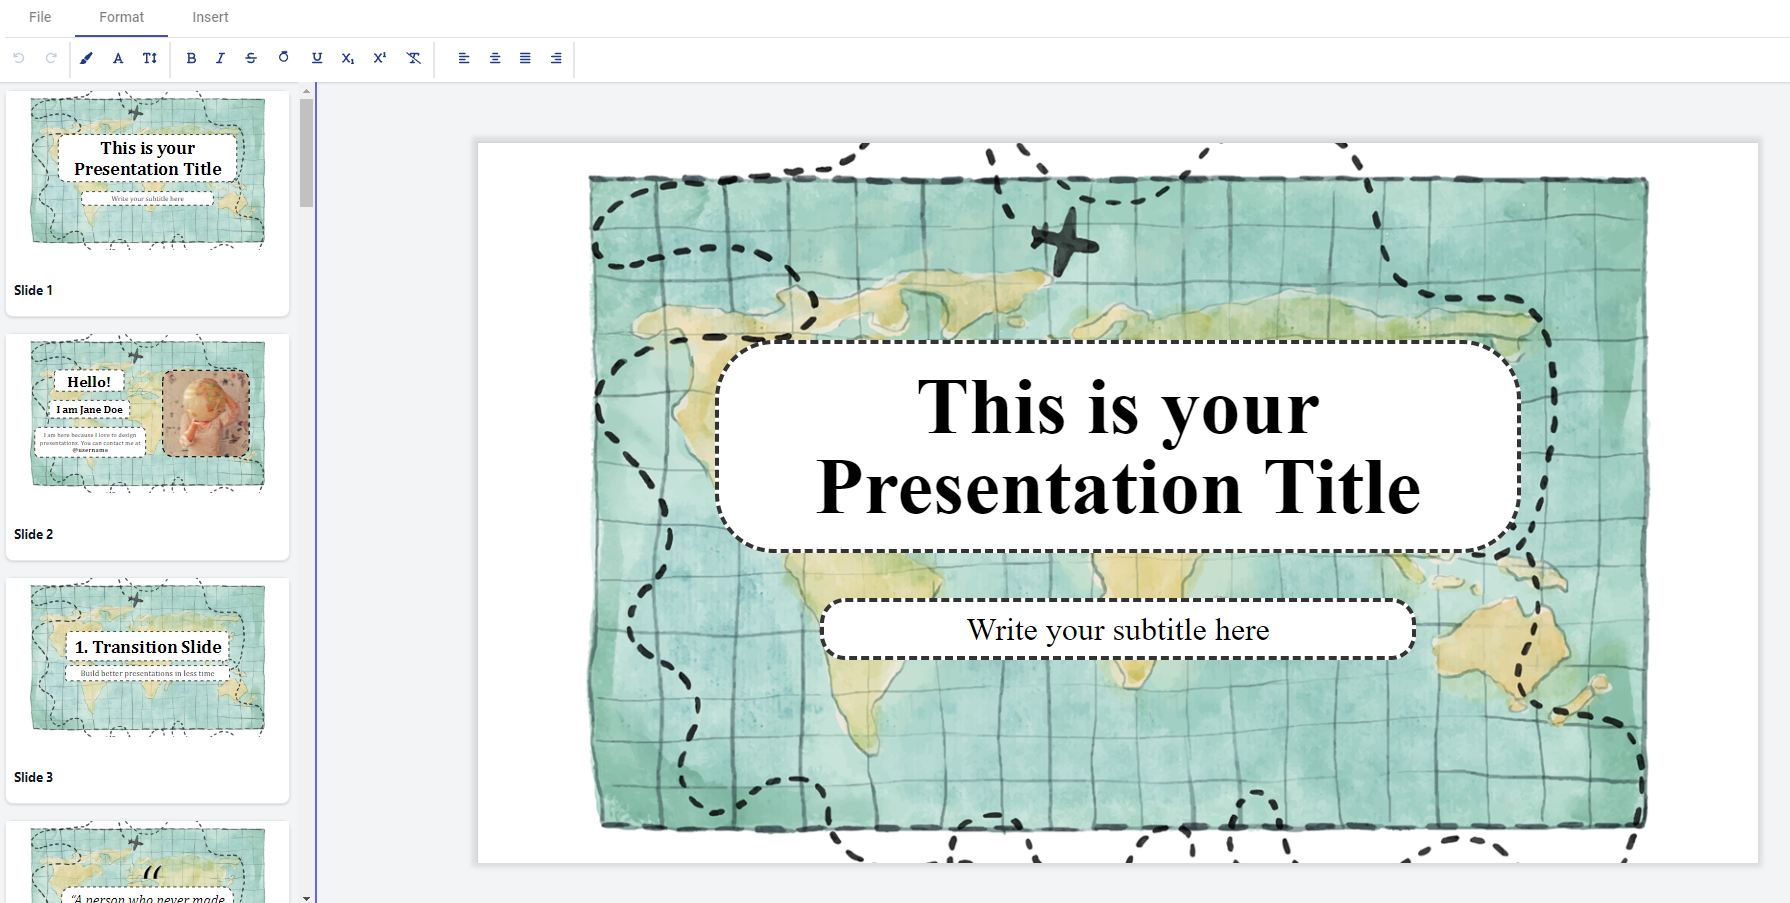 File Format Insert
This is your
Presentation Title
Write your subtitle here
Slide 1
Hello!
I am Jane Doe
I am here because I love to design
presentations. You can contact me at
@username
Slide 2
1. Transition Slide
Build better presentations in less time
Slide 3
“
“A person who never made
This is your
Presentation Title
Write your subtitle here